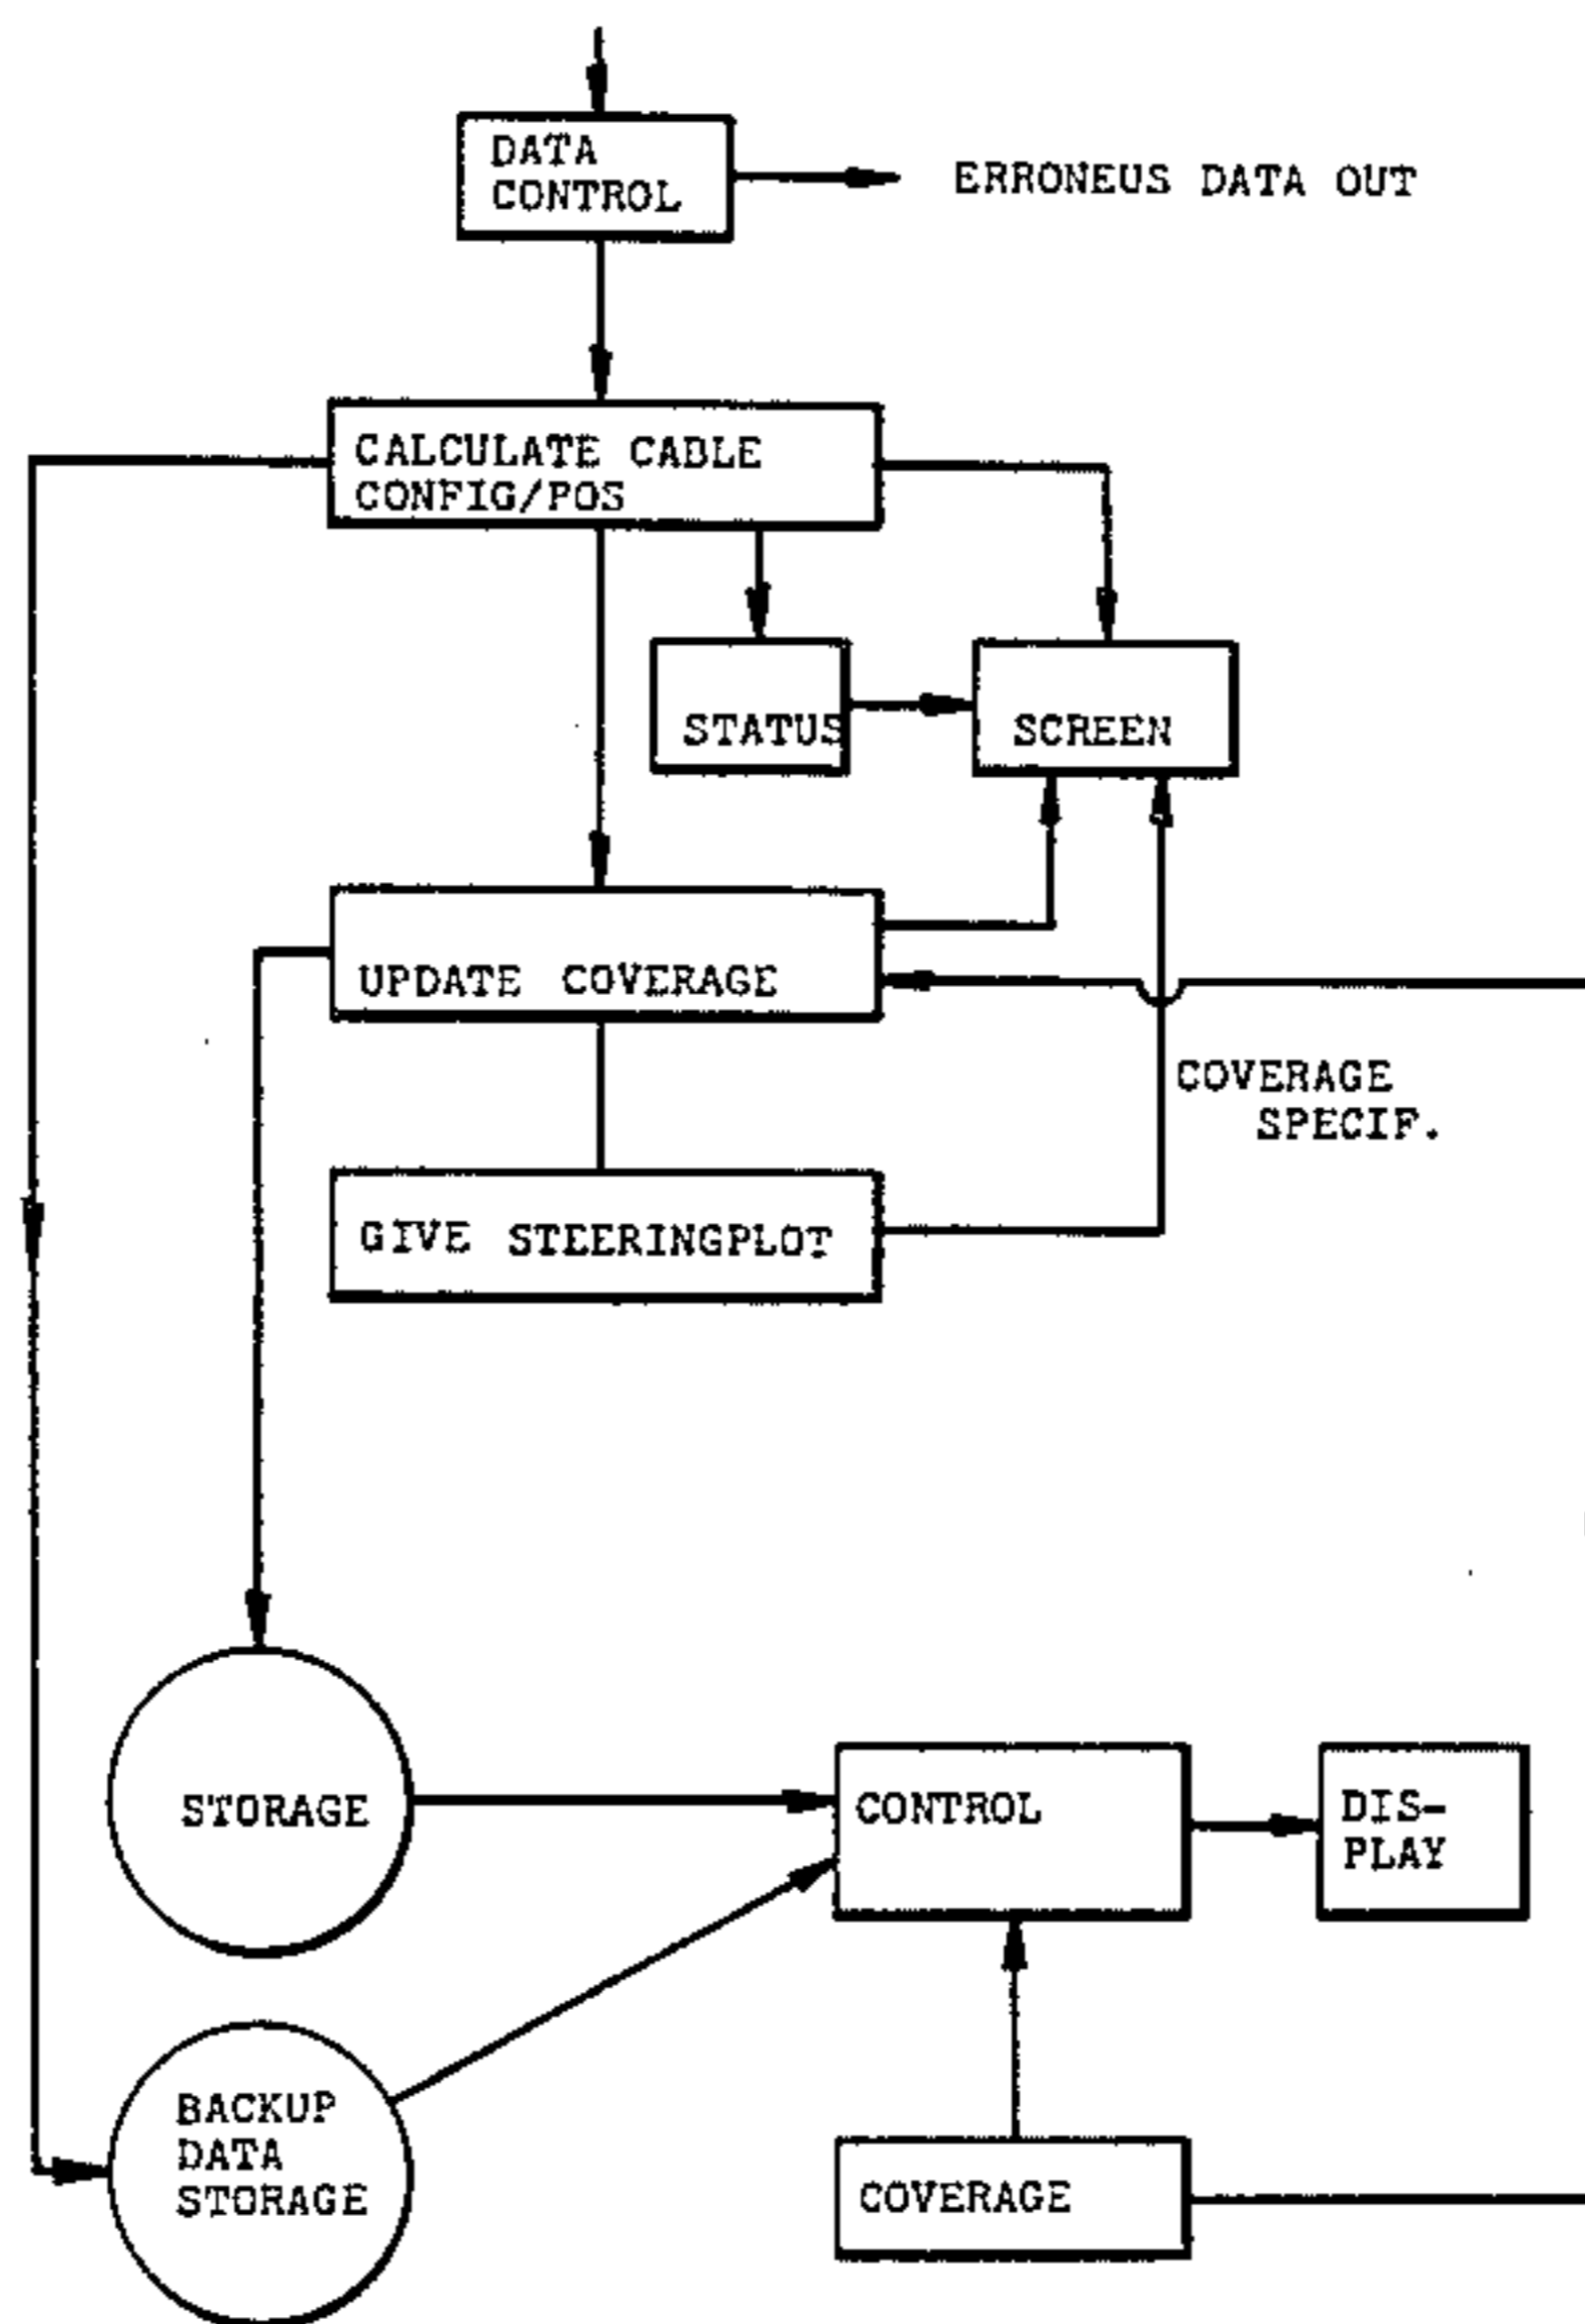 DATA
CONTROL
ERRONEUS DATA OUT
CALCULATE CABLE
CONFIG/POS
STATUS
SCREEN
UPDATE COVERAGE
COVERAGE
SPECIF.
GIVE STEERINGPLOT
STORAGE
CONTROL
DIS-
PLAY
BACKUP
DATA
STORAGE
COVERAGE